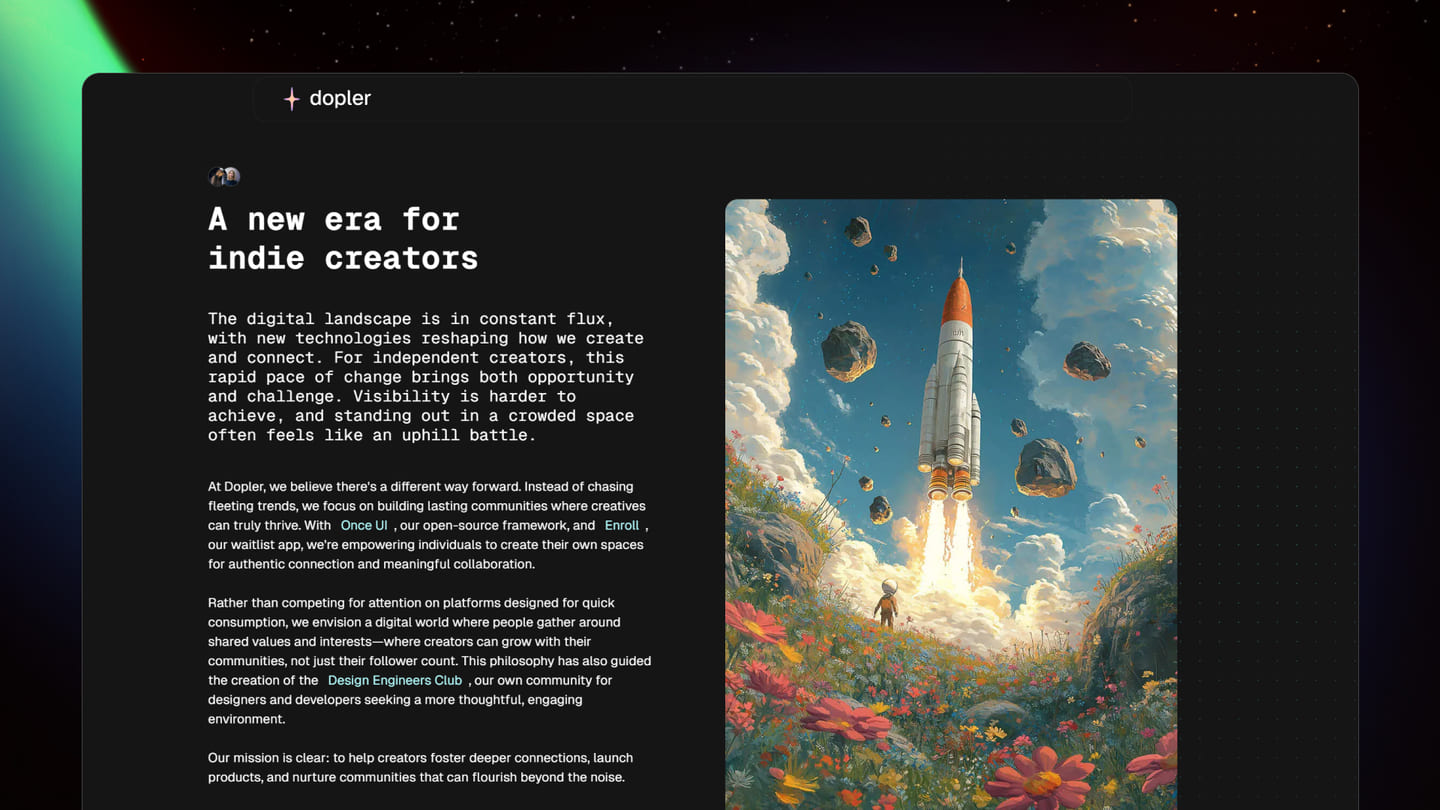 dopler
A new era for
indie creators
The digital landscape is in constant flux,
with new technologies reshaping how we create
and connect. For independent creators, this
rapid pace of change brings both opportunity
and challenge. Visibility is harder to
achieve, and standing out in a crowded space
often feels like an uphill battle.
At Dopler, we believe there's a different way forward. Instead of chasing
fleeting trends, we focus on building lasting communities where creatives
can truly thrive. With Once UI , our open-source framework, and Enroll ,
our waitlist app, we're empowering individuals to create their own spaces
for authentic connection and meaningful collaboration.
Rather than competing for attention on platforms designed for quick
consumption, we envision a digital world where people gather around
shared values and interests—where creators can grow with their
communities, not just their follower count. This philosophy has also guided
the creation of the Design Engineers Club , our own community for
designers and developers seeking a more thoughtful, engaging
environment.
Our mission is clear: to help creators foster deeper connections, launch
products, and nurture communities that can flourish beyond the noise.